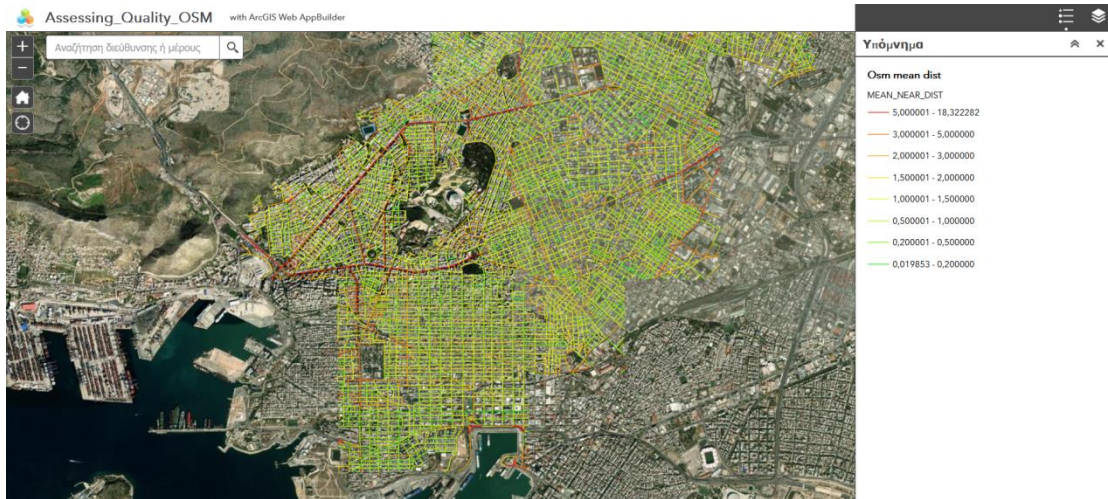 Assessing_Quality_OSM with ArcGIS Web AppBuilder
Αναζήτηση διεύθυνσης ή μέρους
Υπόμνημα
Osm mean dist
MEAN_NEAR_DIST
5,000001 - 18,322282
3,000001 - 5,000000
2,000001 - 3,000000
1,500001 - 2,000000
1,000001 - 1,500000
0,500001 - 1,000000
0,200001 - 0,500000
0,019853 - 0,200000